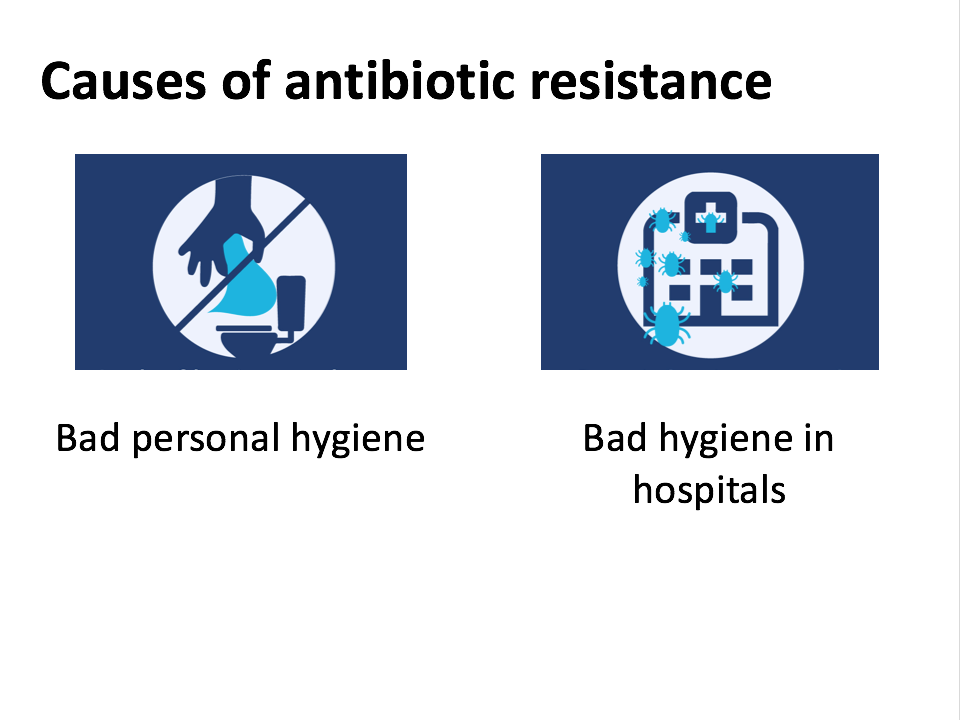 Causes of antibiotic resistance
Bad personal hygiene
Bad hygiene in
hospitals